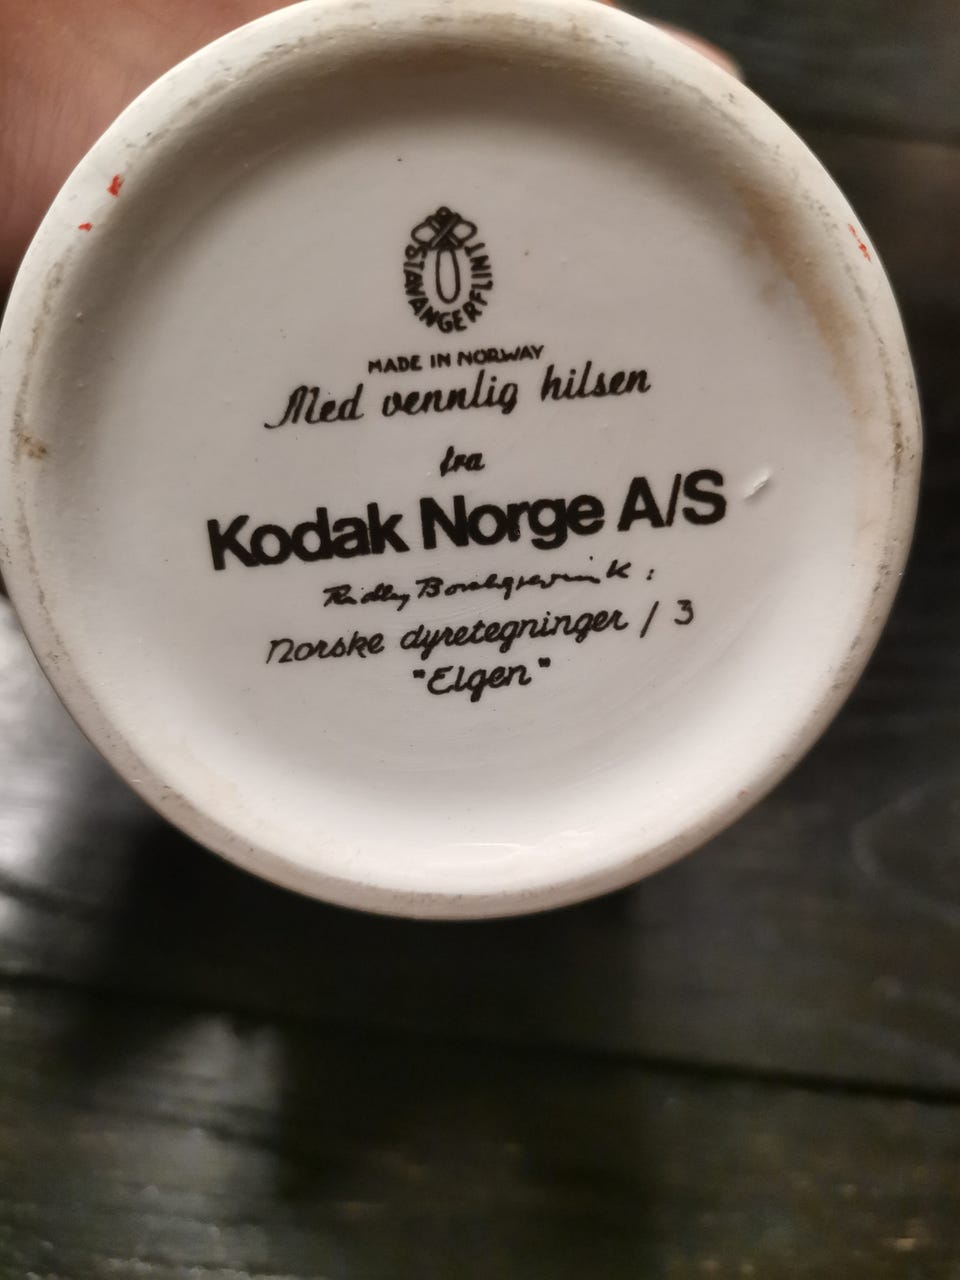 STAVANGERFLINT
MADE IN NORWAY
Med vennlig hilsen
fra
Kodak Norge A/S
Ridley Borchgrevink:
Norske dyretegninger / 3
"Elgen"